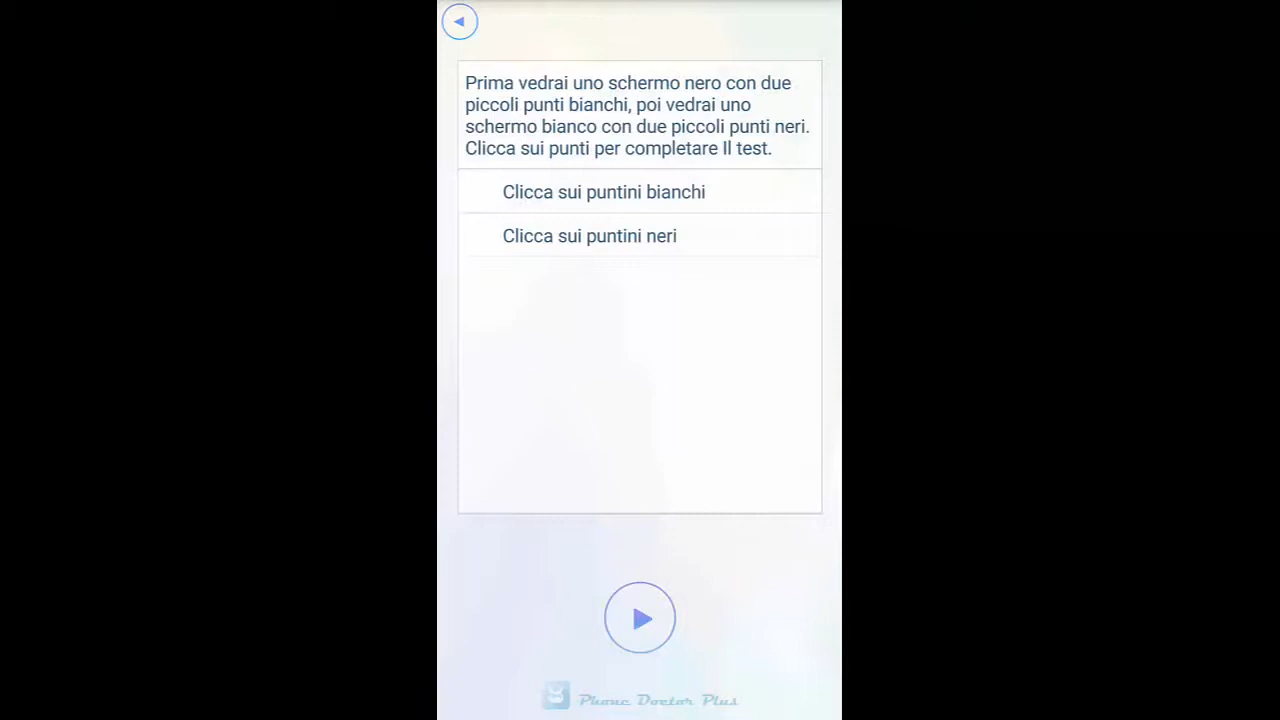 Prima vedrai uno schermo nero con due
piccoli punti bianchi, poi vedrai uno
schermo bianco con due piccoli punti neri.
Clicca sui punti per completare Il test.
Clicca sui puntini bianchi
Clicca sui puntini neri
Phone Doctor Plus